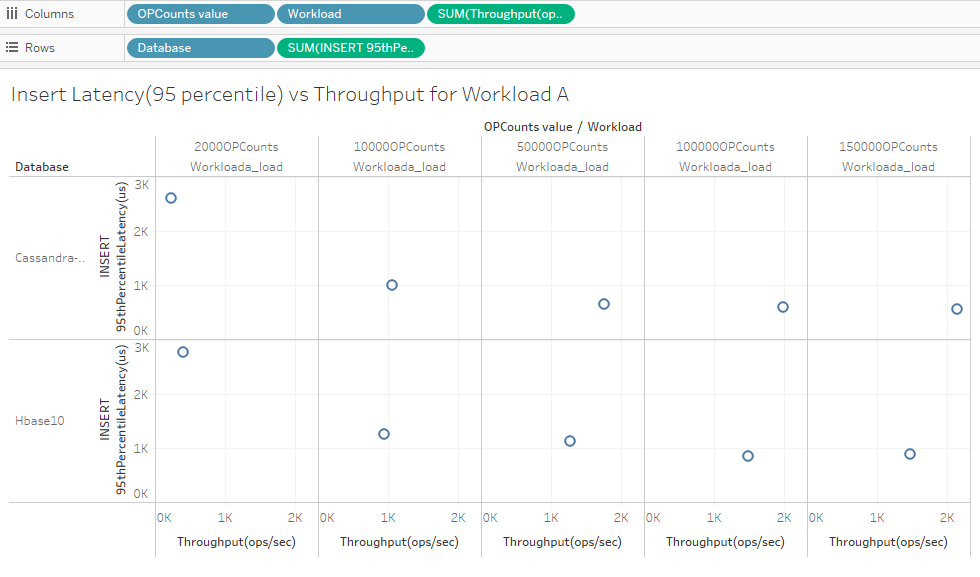 Columns OPCounts value Workload SUM(Throughput(op..
Rows Database SUM(INSERT 95thPe..
Insert Latency(95 percentile) vs Throughput for Workload A
OPCounts value / Workload
2000OPCounts 10000OPCounts 50000OPCounts 100000OPCounts 150000OPCounts
Database Workloada_load Workloada_load Workloada_load Workloada_load Workloada_load
Cassandra-..
INSERT
95thPercentileLatency(us)
3K
2K
1K
0K
Hbase10
INSERT
95thPercentileLatency(us)
3K
2K
1K
0K
0K 1K 2K 0K 1K 2K 0K 1K 2K 0K 1K 2K 0K 1K 2K
Throughput(ops/sec) Throughput(ops/sec) Throughput(ops/sec) Throughput(ops/sec) Throughput(ops/sec)